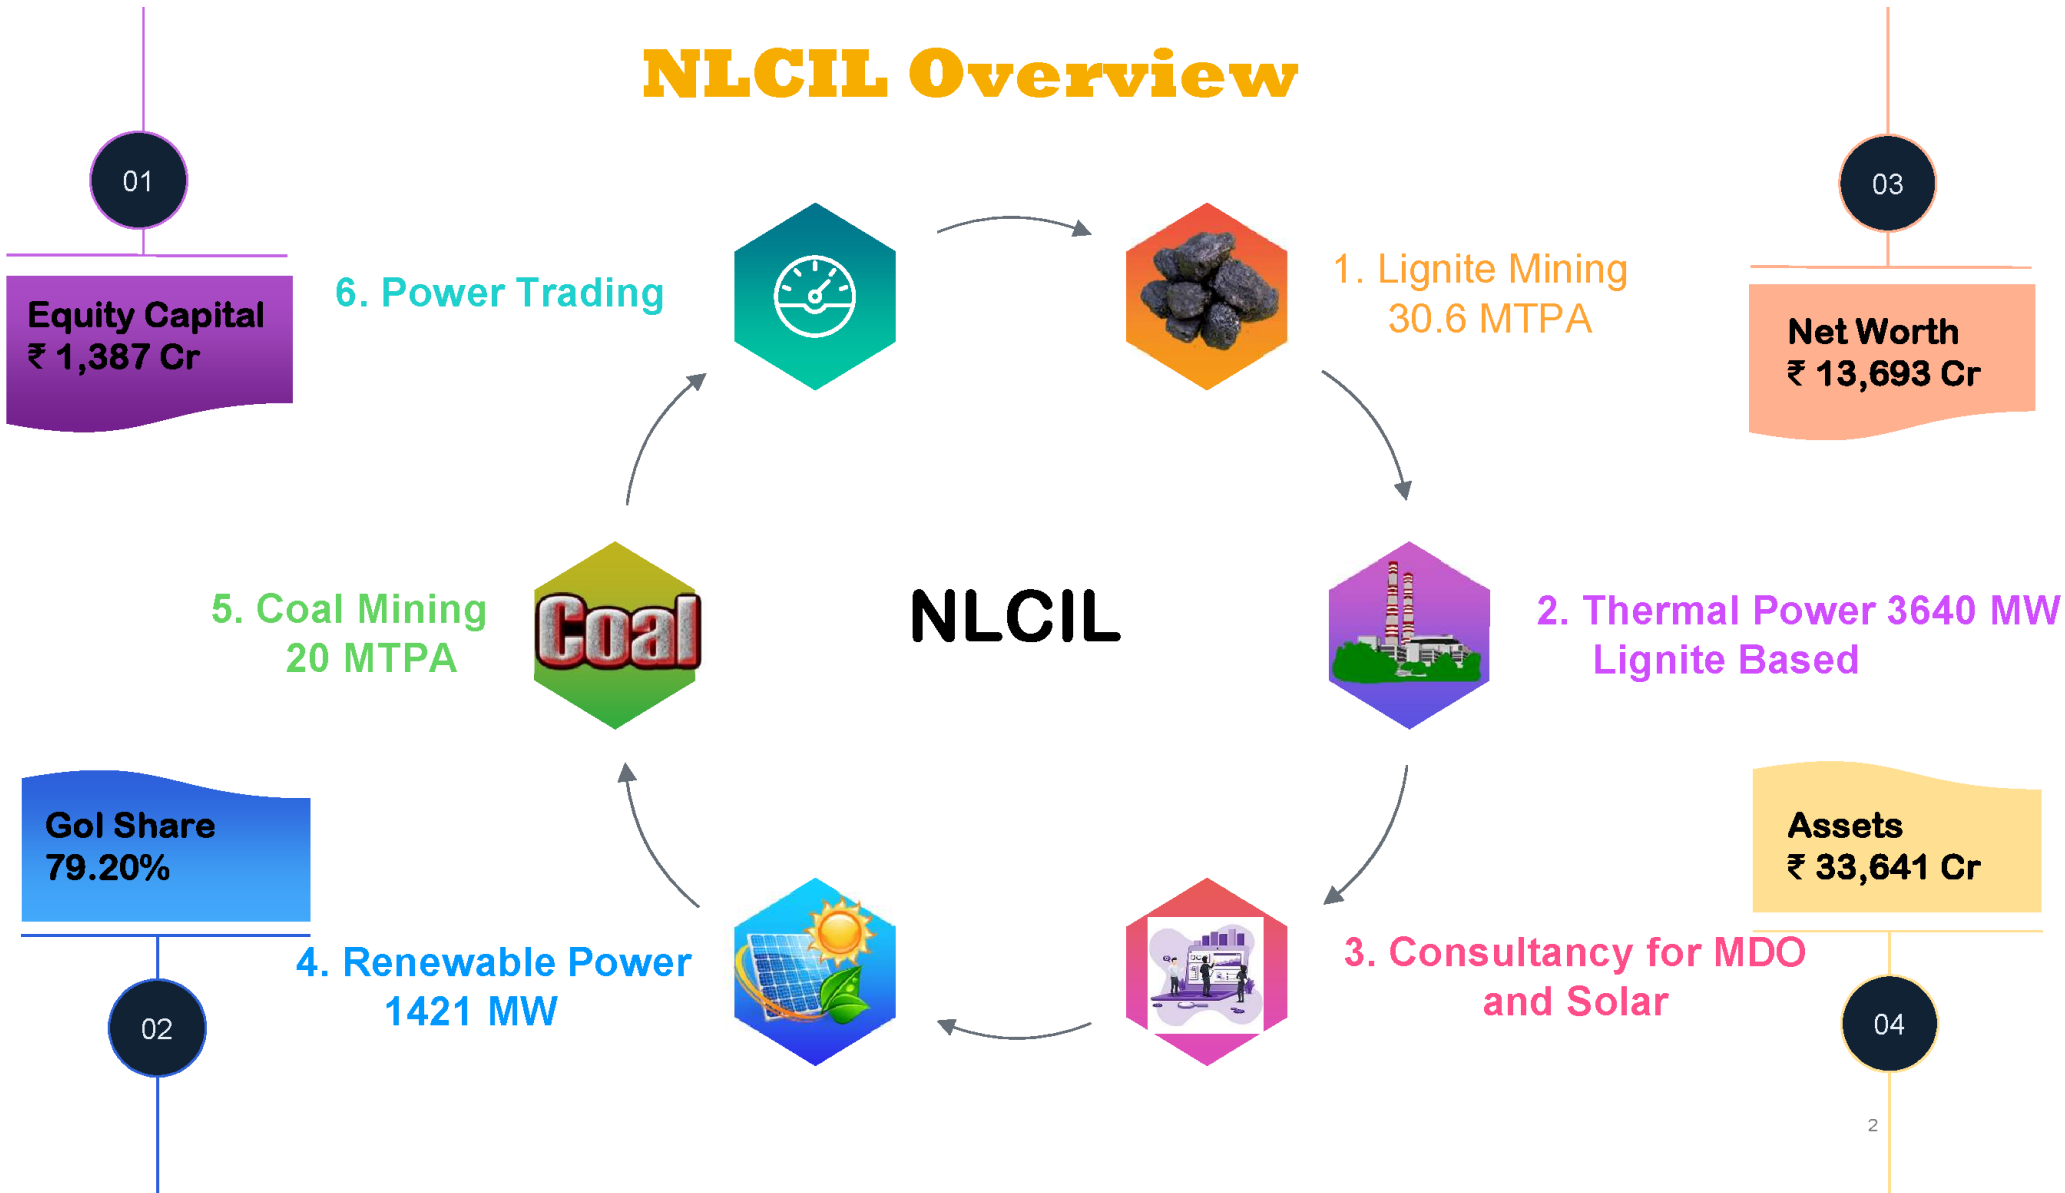 NLCIL Overview
01
Equity Capital
₹ 1,387 Cr
03
Net Worth
₹ 13,693 Cr
6. Power Trading
1. Lignite Mining
30.6 MTPA
5. Coal Mining
20 MTPA
Coal
NLCIL
2. Thermal Power 3640 MW
Lignite Based
GoI Share
79.20%
02
Assets
₹ 33,641 Cr
04
4. Renewable Power
1421 MW
3. Consultancy for MDO
and Solar
2